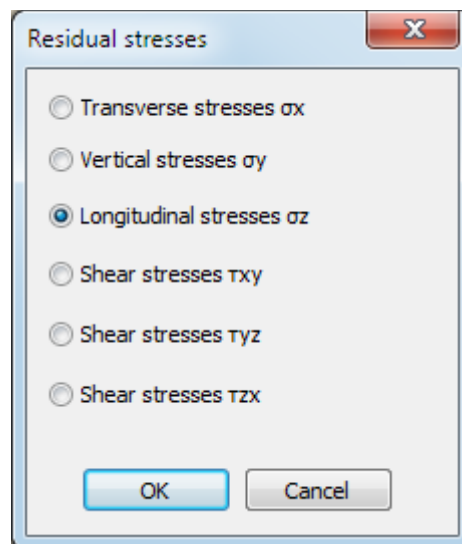 Residual stresses
Transverse stresses σx
Vertical stresses σy
Longitudinal stresses σz
Shear stresses τxy
Shear stresses τyz
Shear stresses τzx
OK
Cancel